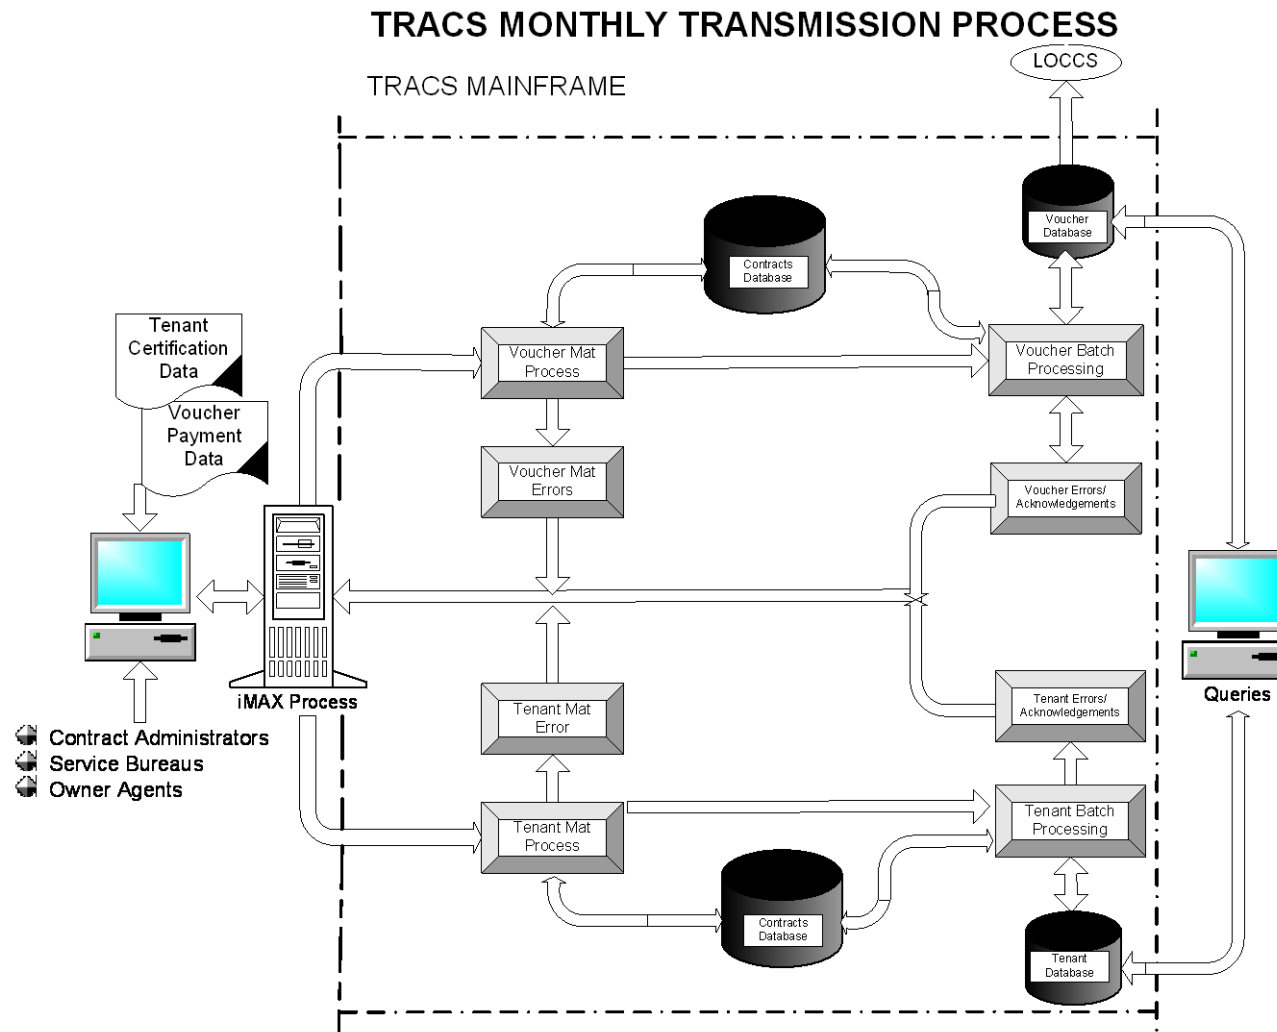 TRACS MONTHLY TRANSMISSION PROCESS
LOCCS
TRACS MAINFRAME
Voucher
Database
Contracts
Database
Tenant
Certification
Data
Voucher
Payment
Data
Voucher Mat
Process
Voucher Batch
Processing
Voucher Mat
Errors
Voucher Errors/
Acknowledgements
iMAX Process
Queries
Contract Administrators
Service Bureaus
Owner Agents
Tenant Mat
Error
Tenant Errors/
Acknowledgements
Tenant Mat
Process
Tenant Batch
Processing
Contracts
Database
Tenant
Database